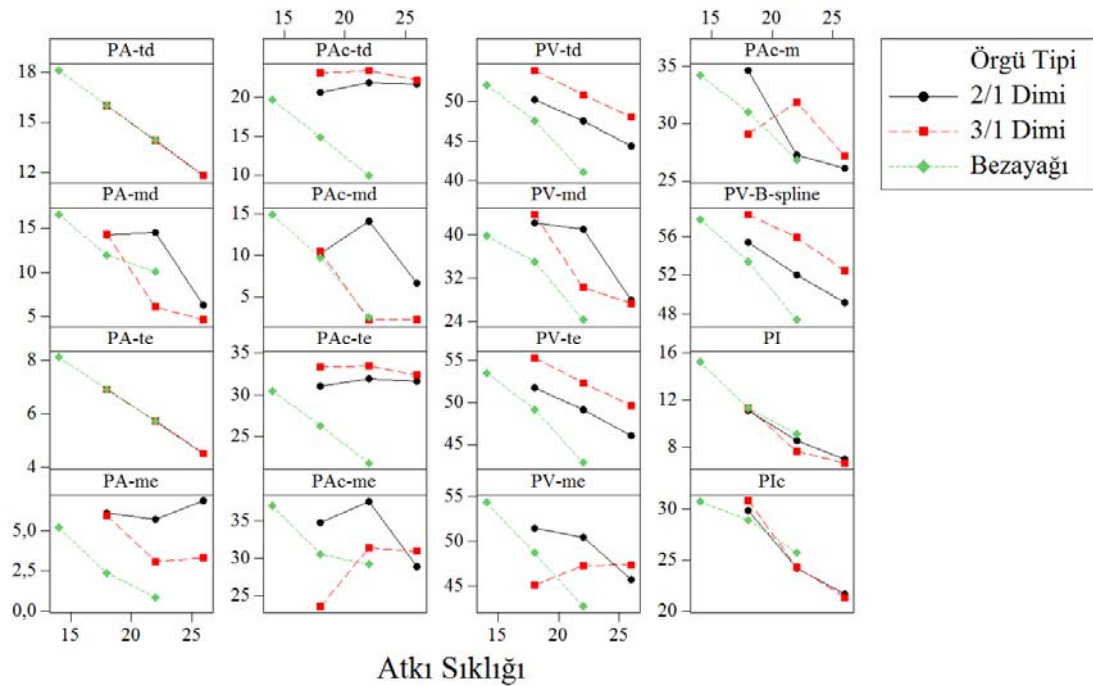 15 20 25 15 20 25
PA-td PAc-td PV-td PAc-m
18 15 12
20 15 10
50 45 40
35 30 25
PA-md PAc-md PV-md PV-B-spline
15 10 5
15 10 5
40 32 24
56 52 48
PA-te PAc-te PV-te PI
8 6 4
35 30 25
55 50 45
16 12 8
PA-me PAc-me PV-me PIc
5,0 2,5 0,0
35 30 25
55 50 45
30 25 20
15 20 25 15 20 25
Atkı Sıklığı
Örgü Tipi
2/1 Dimi
3/1 Dimi
Bezayağı